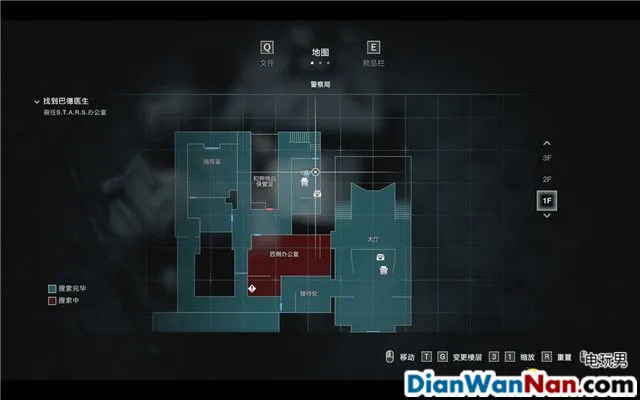 Q
地图
E
文件
物品栏
警察局
找到巴德医生
前往S.T.A.R.S.办公室
3F
2F
1F
指挥室
扣押物品
保管室
大厅
西侧办公室
接待处
搜索完毕
搜索中
移动 T G 变更楼层 3 1 缩放 R 重置
电玩男
DianWanNan.com